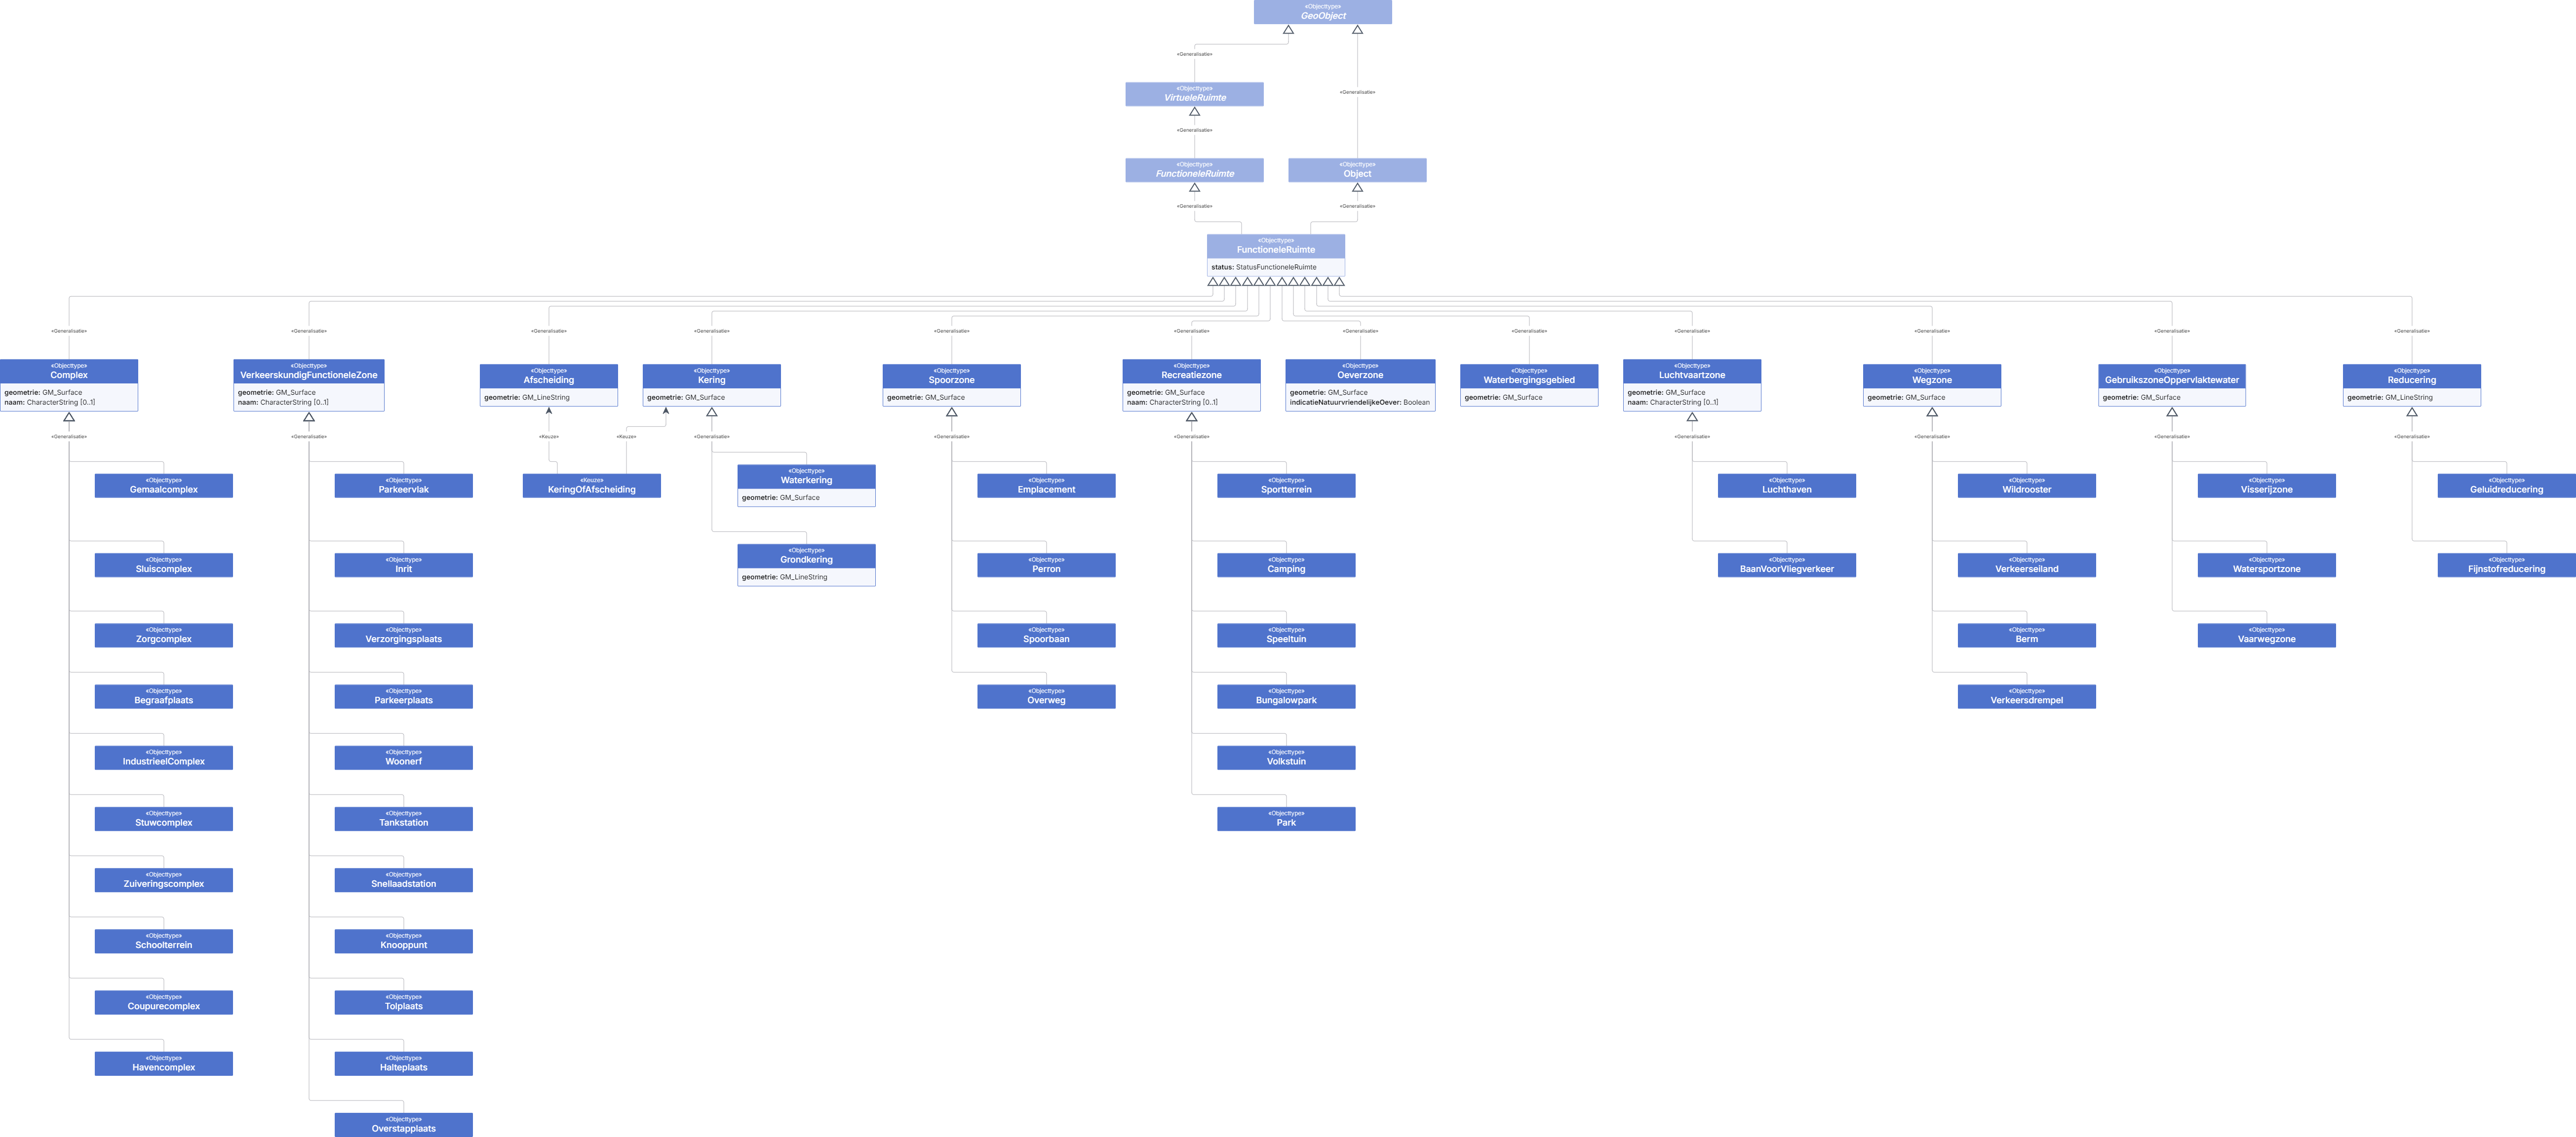 «Objecttype»
GeoObject
«Generalisatie»
«Objecttype»
VirtueleRuimte
«Generalisatie»
«Generalisatie»
«Objecttype»
FunctioneleRuimte
«Objecttype»
Object
«Generalisatie»
«Generalisatie»
«Objecttype»
FunctioneleRuimte
status: StatusFunctioneleRuimte
«Generalisatie»
«Generalisatie»
«Generalisatie»
«Generalisatie»
«Generalisatie»
«Generalisatie»
«Generalisatie»
«Generalisatie»
«Generalisatie»
«Generalisatie»
«Generalisatie»
«Generalisatie»
«Objecttype»
Complex
geometrie: GM_Surface
naam: CharacterString [0..1]
«Objecttype»
VerkeerskundigFunctioneleZone
geometrie: GM_Surface
naam: CharacterString [0..1]
«Objecttype»
Afscheiding
geometrie: GM_LineString
«Objecttype»
Kering
geometrie: GM_Surface
«Objecttype»
Spoorzone
geometrie: GM_Surface
«Objecttype»
Recreatiezone
geometrie: GM_Surface
naam: CharacterString [0..1]
«Objecttype»
Oeverzone
geometrie: GM_Surface
indicatieNatuurvriendelijkeOever: Boolean
«Objecttype»
Waterbergingsgebied
geometrie: GM_Surface
«Objecttype»
Luchtvaartzone
geometrie: GM_Surface
naam: CharacterString [0..1]
«Objecttype»
Wegzone
geometrie: GM_Surface
«Objecttype»
GebruikszoneOppervlaktewater
geometrie: GM_Surface
«Objecttype»
Reducering
geometrie: GM_LineString
«Generalisatie»
«Generalisatie»
«Keuze»
«Keuze»
«Generalisatie»
«Generalisatie»
«Generalisatie»
«Generalisatie»
«Generalisatie»
«Generalisatie»
«Generalisatie»
«Objecttype»
Gemaalcomplex
«Objecttype»
Sluiscomplex
«Objecttype»
Zorgcomplex
«Objecttype»
Begraafplaats
«Objecttype»
IndustrieelComplex
«Objecttype»
Stuwcomplex
«Objecttype»
Zuiveringscomplex
«Objecttype»
Schoolterrein
«Objecttype»
Coupurecomplex
«Objecttype»
Havencomplex
«Objecttype»
Parkeervlak
«Objecttype»
Inrit
«Objecttype»
Verzorgingsplaats
«Objecttype»
Parkeerplaats
«Objecttype»
Woonerf
«Objecttype»
Tankstation
«Objecttype»
Snellaadstation
«Objecttype»
Knooppunt
«Objecttype»
Tolplaats
«Objecttype»
Halteplaats
«Objecttype»
Overstapplaats
«Keuze»
KeringOfAfscheiding
«Objecttype»
Waterkering
geometrie: GM_Surface
«Objecttype»
Grondkering
geometrie: GM_LineString
«Objecttype»
Emplacement
«Objecttype»
Perron
«Objecttype»
Spoorbaan
«Objecttype»
Overweg
«Objecttype»
Sportterrein
«Objecttype»
Camping
«Objecttype»
Speeltuin
«Objecttype»
Bungalowpark
«Objecttype»
Volkstuin
«Objecttype»
Park
«Objecttype»
Luchthaven
«Objecttype»
BaanVoorVliegverkeer
«Objecttype»
Wildrooster
«Objecttype»
Verkeerseiland
«Objecttype»
Berm
«Objecttype»
Verkeersdrempel
«Objecttype»
Visserijzone
«Objecttype»
Watersportzone
«Objecttype»
Vaarwegzone
«Objecttype»
Geluidreducering
«Objecttype»
Fijnstofreducering